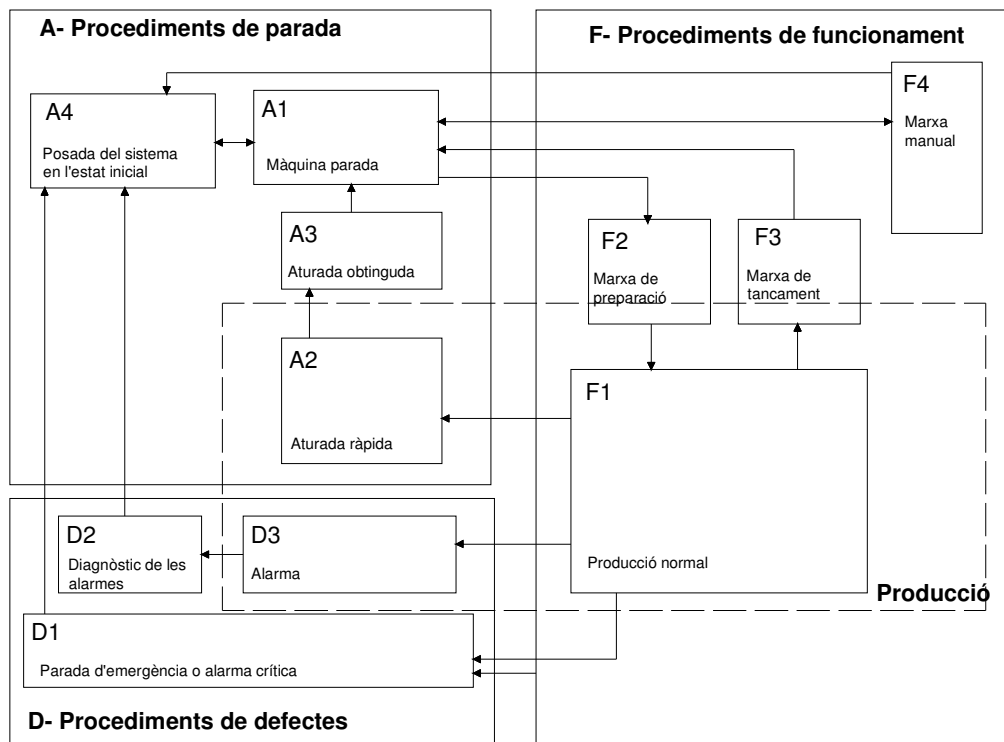 A- Procediments de parada
A4
Posada del sistema
en l'estat inicial
A1
Màquina parada
A3
Aturada obtinguda
A2
Aturada ràpida
F- Procediments de funcionament
F4
Marxa
manual
F2
Marxa de
preparació
F3
Marxa de
tancament
F1
Producció normal
Producció
D2
Diagnòstic de les
alarmes
D3
Alarma
D1
Parada d'emergència o alarma crítica
D- Procediments de defectes